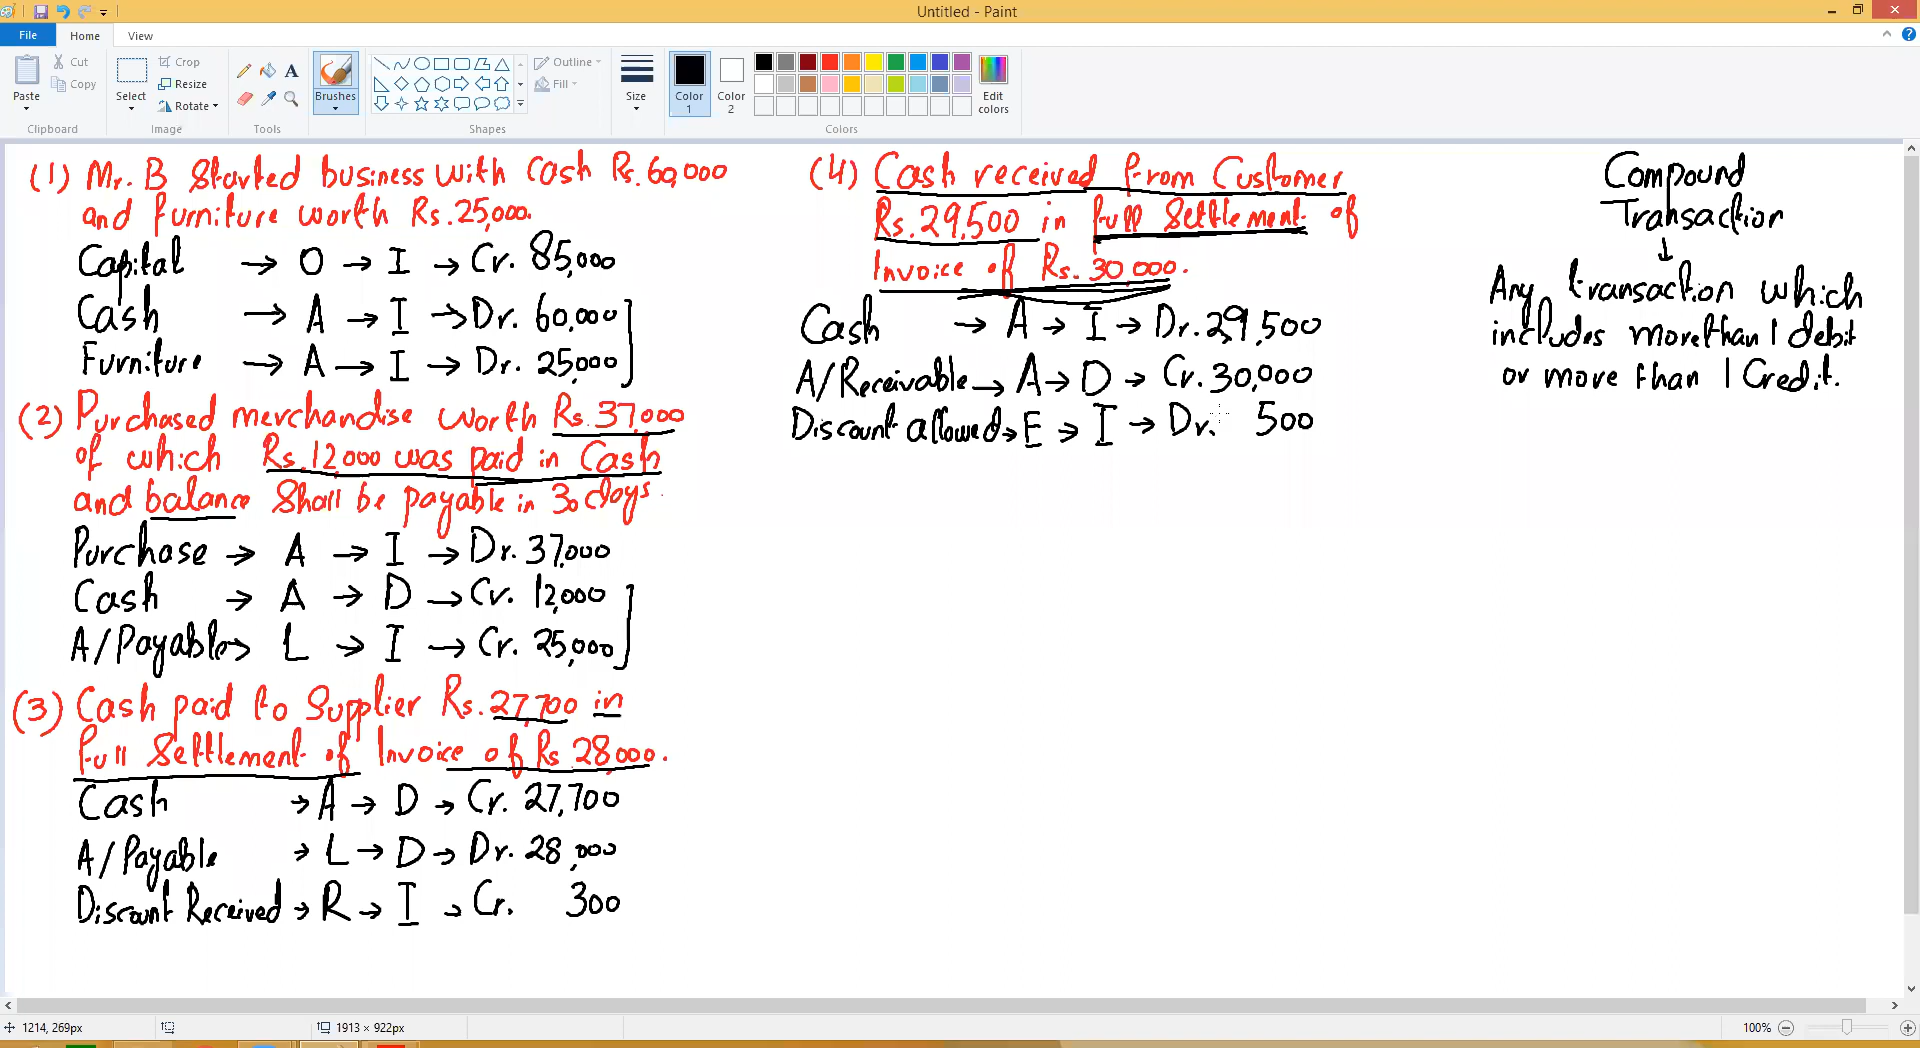 Untitled - Paint
File Home View
Paste
Cut
Copy
Clipboard
Select
Crop
Resize
Rotate
Image
Tools
Brushes
Shapes
Outline
Fill
Size
Color 1
Color 2
Edit colors
Colors
(1) Mr. B Started business with Cash Rs. 60,000
and furniture worth Rs. 25,000.
Capital → O → I → Cr. 85,000
Cash → A → I → Dr. 60,000
Furniture → A → I → Dr. 25,000
(2) Purchased merchandise worth Rs. 37,000
of which Rs. 12,000 was paid in Cash
and balance Shall be payable in 30 days.
Purchase → A → I → Dr. 37,000
Cash → A → D → Cr. 12,000
A/Payable → L → I → Cr. 25,000
(3) Cash paid to Supplier Rs. 27,700 in
full Settlement of Invoice of Rs. 28,000.
Cash → A → D → Cr. 27,700
A/Payable → L → D → Dr. 28,000
Discount Received → R → I → Cr. 300
(4) Cash received from Customer
Rs. 29,500 in full Settlement of
Invoice of Rs. 30,000.
Cash → A → I → Dr. 29,500
A/Receivable → A → D → Cr. 30,000
Discount allowed → E → I → Dr. 500
Compound
Transaction
↓
Any transaction which
includes more than 1 debit
or more than 1 Credit.
1214, 269px
1913 × 922px
100%